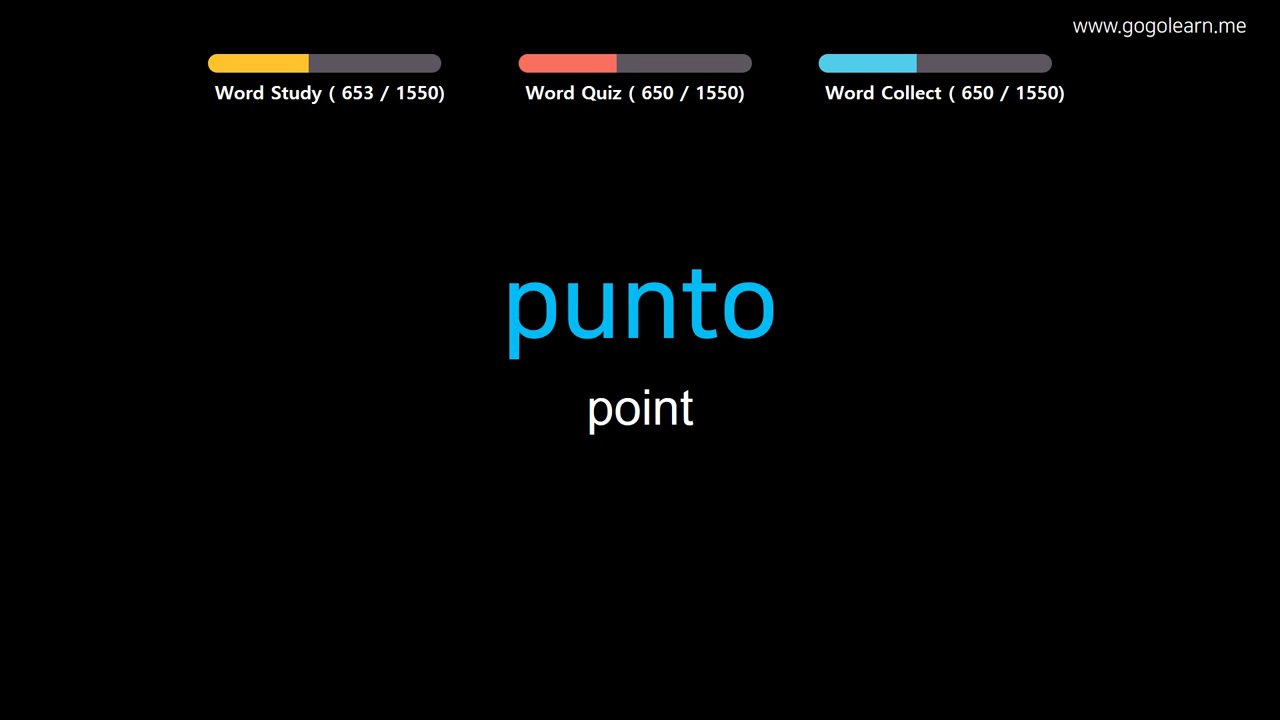 www.gogolearn.me
Word Study ( 653 / 1550)
Word Quiz ( 650 / 1550)
Word Collect ( 650 / 1550)
punto
point